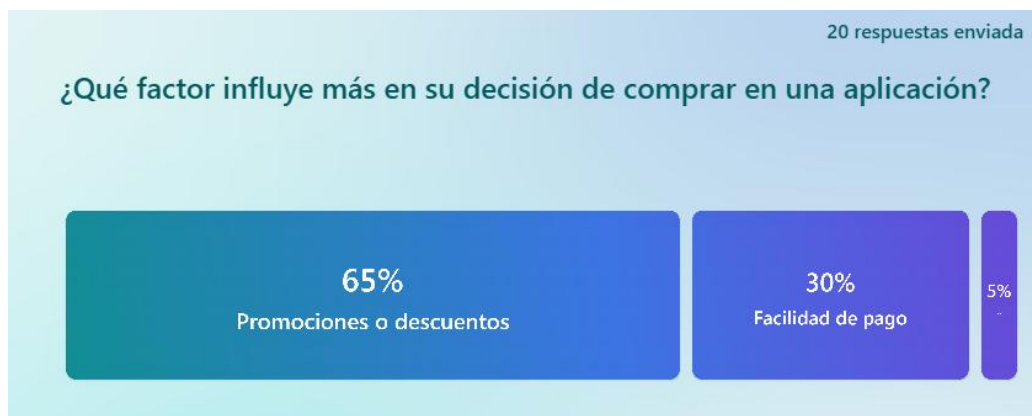 20 respuestas enviada
¿Qué factor influye más en su decisión de comprar en una aplicación?
65%
Promociones o descuentos
30%
Facilidad de pago
5%
..